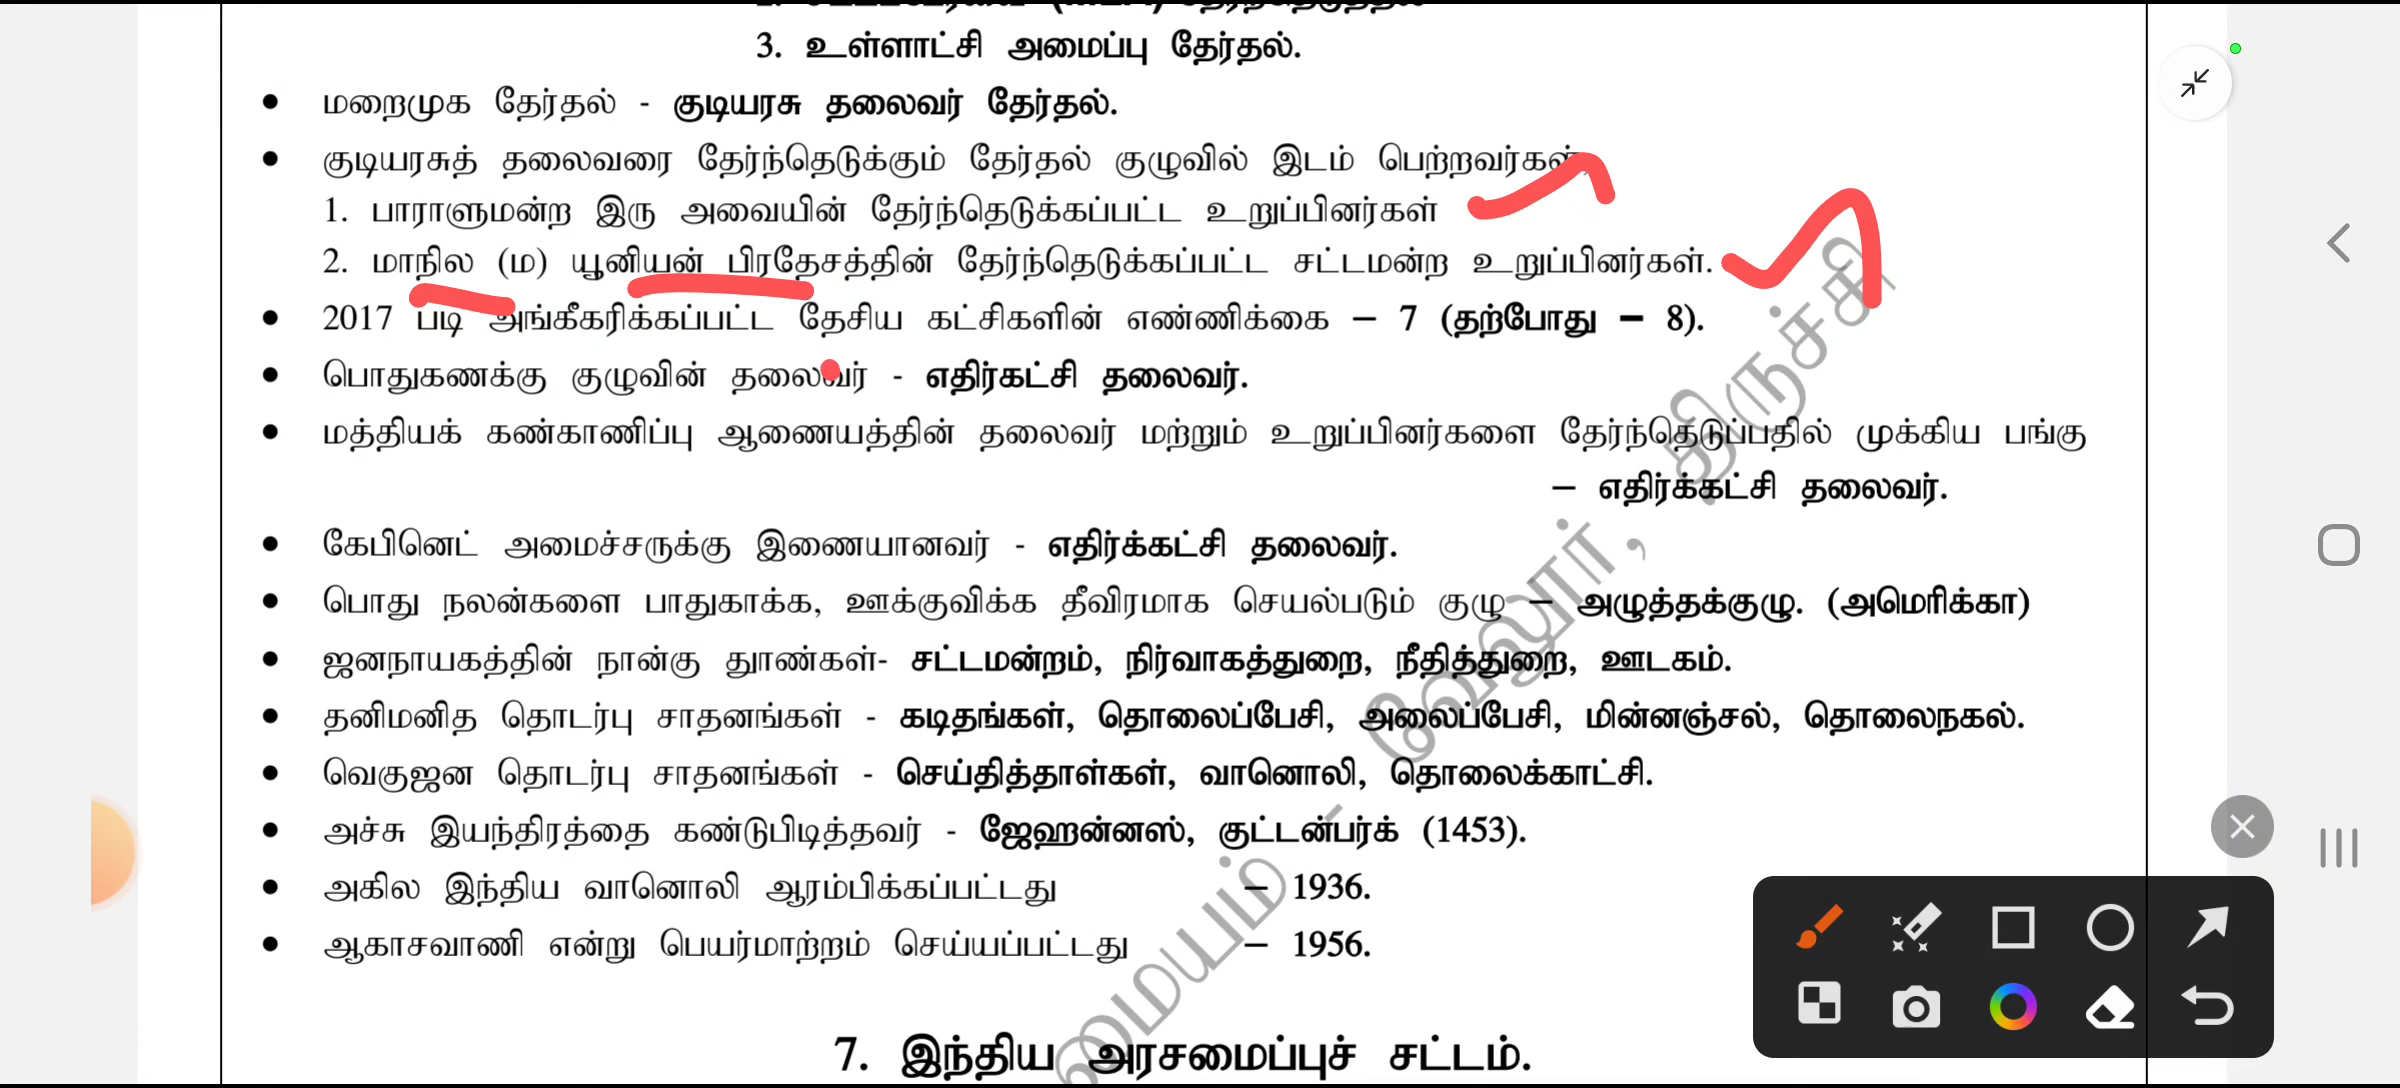 3. உள்ளாட்சி அமைப்பு தேர்தல்.
• மறைமுக தேர்தல் - குடியரசு தலைவர் தேர்தல்.
• குடியரசுத் தலைவரை தேர்ந்தெடுக்கும் தேர்தல் குழுவில் இடம் பெற்றவர்கள்
1. பாராளுமன்ற இரு அவையின் தேர்ந்தெடுக்கப்பட்ட உறுப்பினர்கள்
2. மாநில (ம) யூனியன் பிரதேசத்தின் தேர்ந்தெடுக்கப்பட்ட சட்டமன்ற உறுப்பினர்கள்.
• 2017 படி அங்கீகரிக்கப்பட்ட தேசிய கட்சிகளின் எண்ணிக்கை – 7 (தற்போது – 8).
• பொதுகணக்கு குழுவின் தலைவர் - எதிர்கட்சி தலைவர்.
• மத்தியக் கண்காணிப்பு ஆணையத்தின் தலைவர் மற்றும் உறுப்பினர்களை தேர்ந்தெடுப்பதில் முக்கிய பங்கு
– எதிர்க்கட்சி தலைவர்.
• கேபினெட் அமைச்சருக்கு இணையானவர் - எதிர்க்கட்சி தலைவர்.
• பொது நலன்களை பாதுகாக்க, ஊக்குவிக்க தீவிரமாக செயல்படும் குழு – அழுத்தக்குழு. (அமெரிக்கா)
• ஜனநாயகத்தின் நான்கு தூண்கள்- சட்டமன்றம், நிர்வாகத்துறை, நீதித்துறை, ஊடகம்.
• தனிமனித தொடர்பு சாதனங்கள் - கடிதங்கள், தொலைப்பேசி, அலைப்பேசி, மின்னஞ்சல், தொலைநகல்.
• வெகுஜன தொடர்பு சாதனங்கள் - செய்தித்தாள்கள், வானொலி, தொலைக்காட்சி.
• அச்சு இயந்திரத்தை கண்டுபிடித்தவர் - ஜேஹன்னஸ், குட்டன்பர்க் (1453).
• அகில இந்திய வானொலி ஆரம்பிக்கப்பட்டது – 1936.
• ஆகாசவாணி என்று பெயர்மாற்றம் செய்யப்பட்டது – 1956.
7. இந்திய அரசமைப்புச் சட்டம்.
வேலூர், திருச்சி